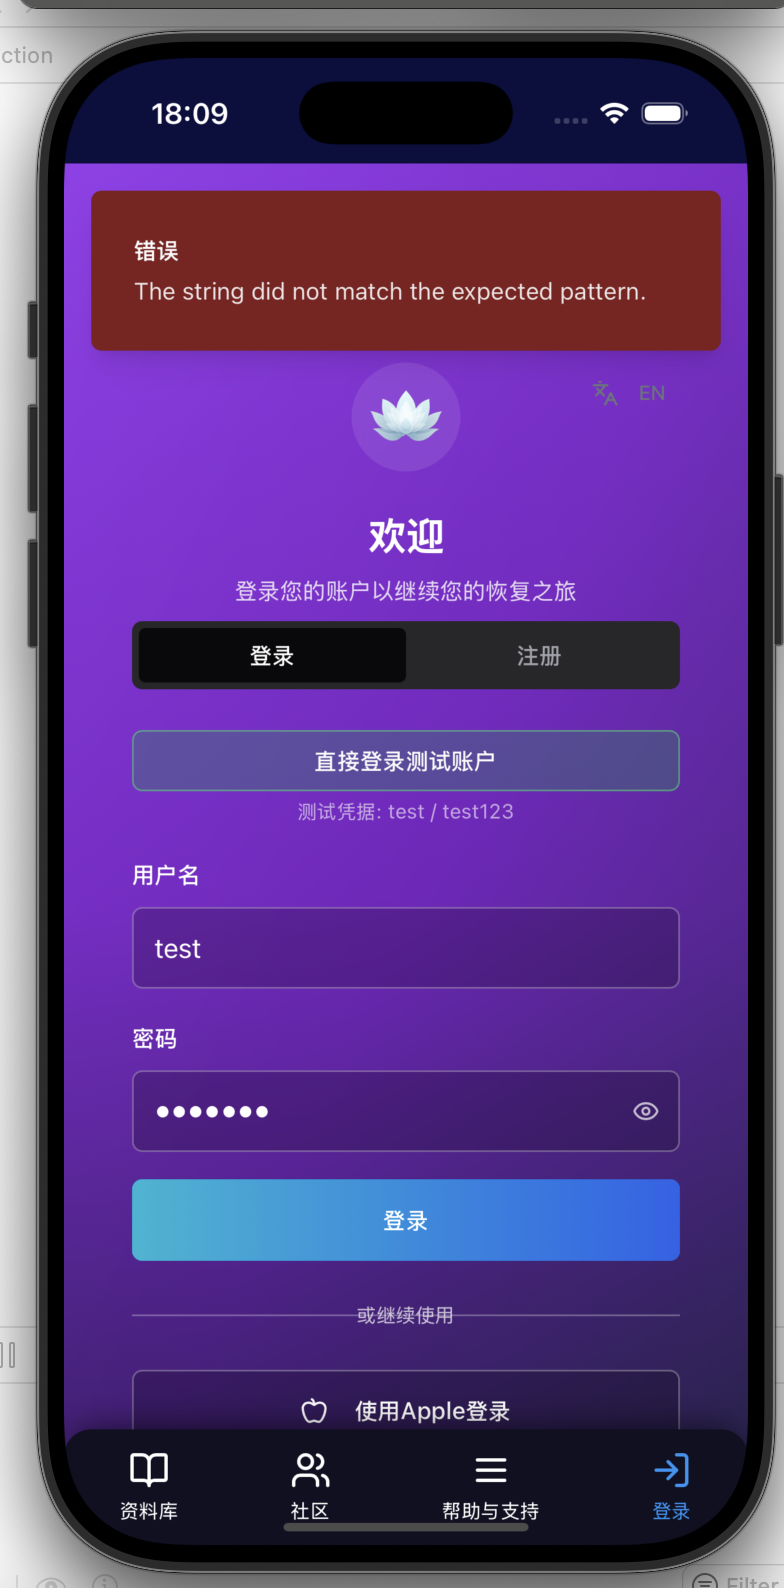 ction
18:09
错误
The string did not match the expected pattern.
EN
欢迎
登录您的账户以继续您的恢复之旅
登录
注册
直接登录测试账户
测试凭据: test / test123
用户名
test
密码
登录
或继续使用
使用Apple登录
资料库
社区
帮助与支持
登录
Filter